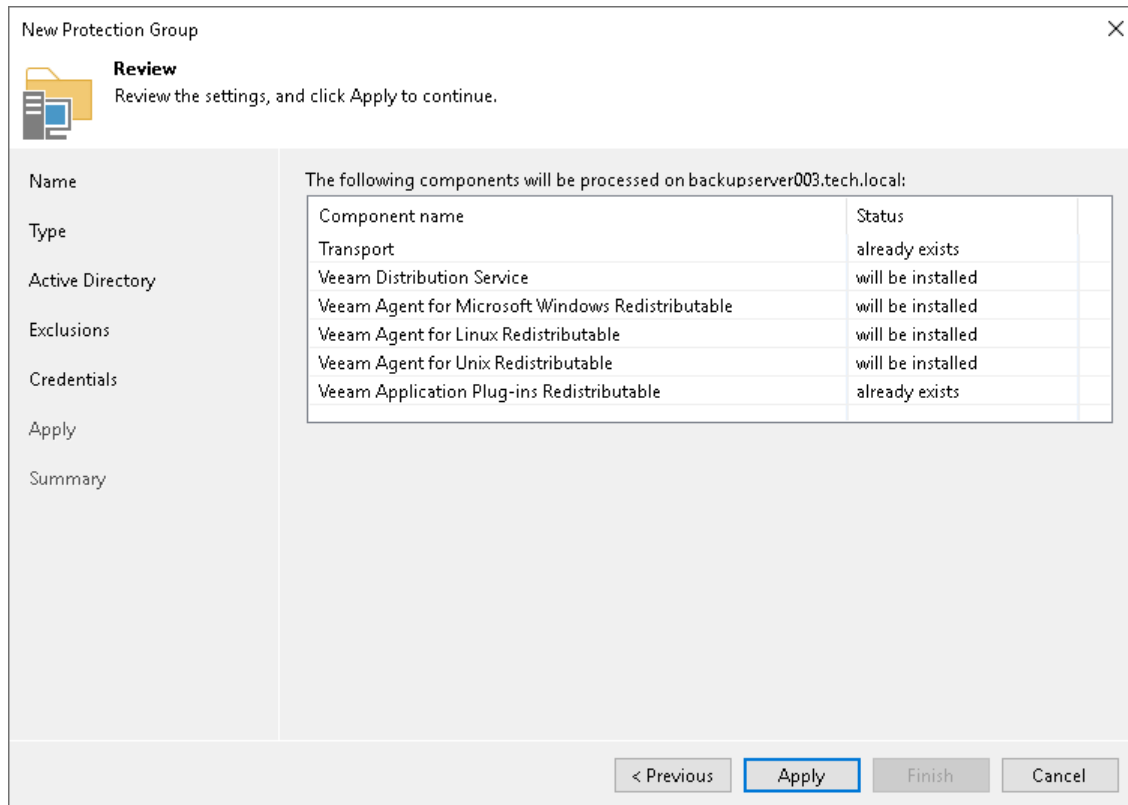 New Protection Group
Review
Review the settings, and click Apply to continue.
Name
Type
Active Directory
Exclusions
Credentials
Apply
Summary
The following components will be processed on backupserver003.tech.local:
Component name Status
Transport already exists
Veeam Distribution Service will be installed
Veeam Agent for Microsoft Windows Redistributable will be installed
Veeam Agent for Linux Redistributable will be installed
Veeam Agent for Unix Redistributable will be installed
Veeam Application Plug-ins Redistributable already exists
< Previous Apply Finish Cancel